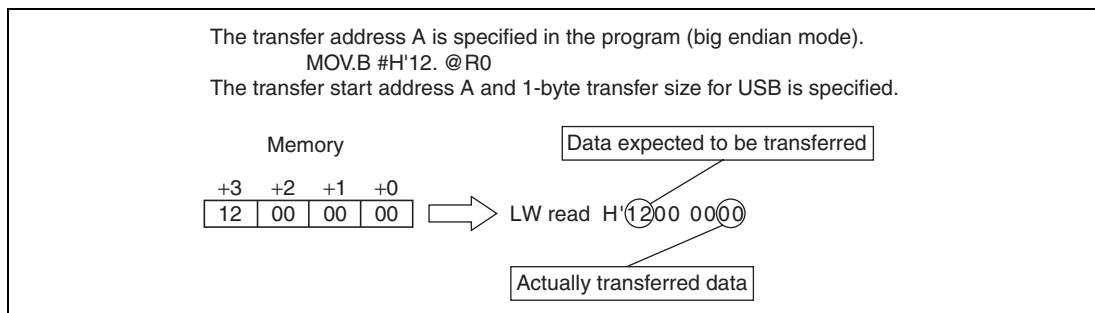 The transfer address A is specified in the program (big endian mode).
MOV.B #H'12. @R0
The transfer start address A and 1-byte transfer size for USB is specified.
Memory
Data expected to be transferred
+3 +2 +1 +0
12 00 00 00
LW read H'1200 0000
Actually transferred data